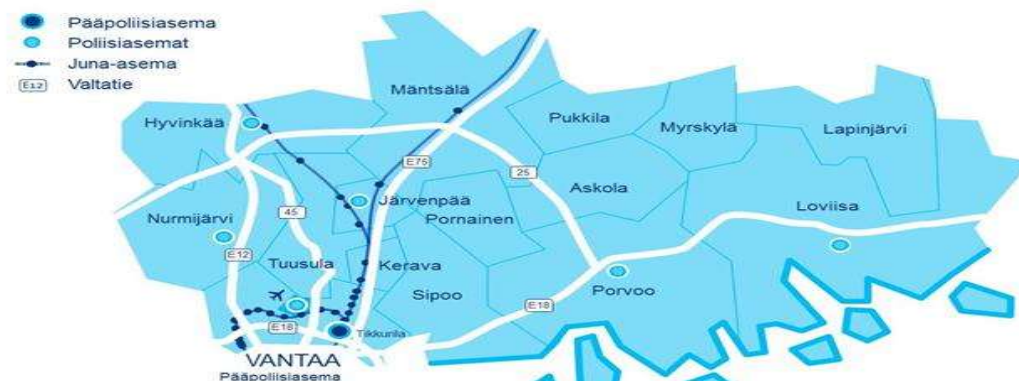 Pääpoliisiasema
Poliisiasemat
Juna-asema
E12 Valtatie
Mäntsälä
Hyvinkää
Pukkila
Myrskylä
Lapinjärvi
E75
25
Askola
Järvenpää
Nurmijärvi
45
Pornainen
Loviisa
E12
Tuusula
Kerava
Sipoo
Porvoo
E18
E18
Tikkurila
VANTAA
Pääpoliisiasema